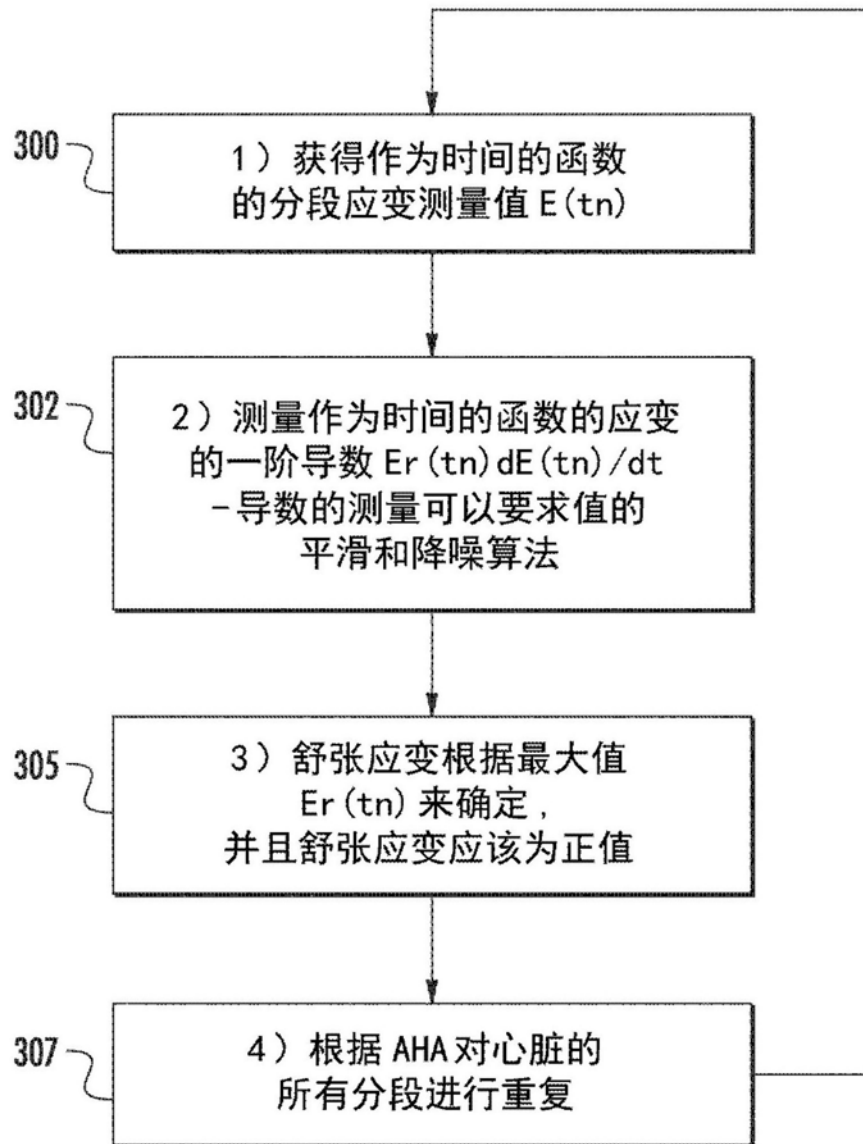 300
1）获得作为时间的函数
的分段应变测量值 E(tn)
302
2）测量作为时间的函数的应变
的一阶导数 Er(tn)dE(tn)/dt
-导数的测量可以要求值的
平滑和降噪算法
305
3）舒张应变根据最大值
Er(tn)来确定，
并且舒张应变应该为正值
307
4）根据 AHA对心脏的
所有分段进行重复